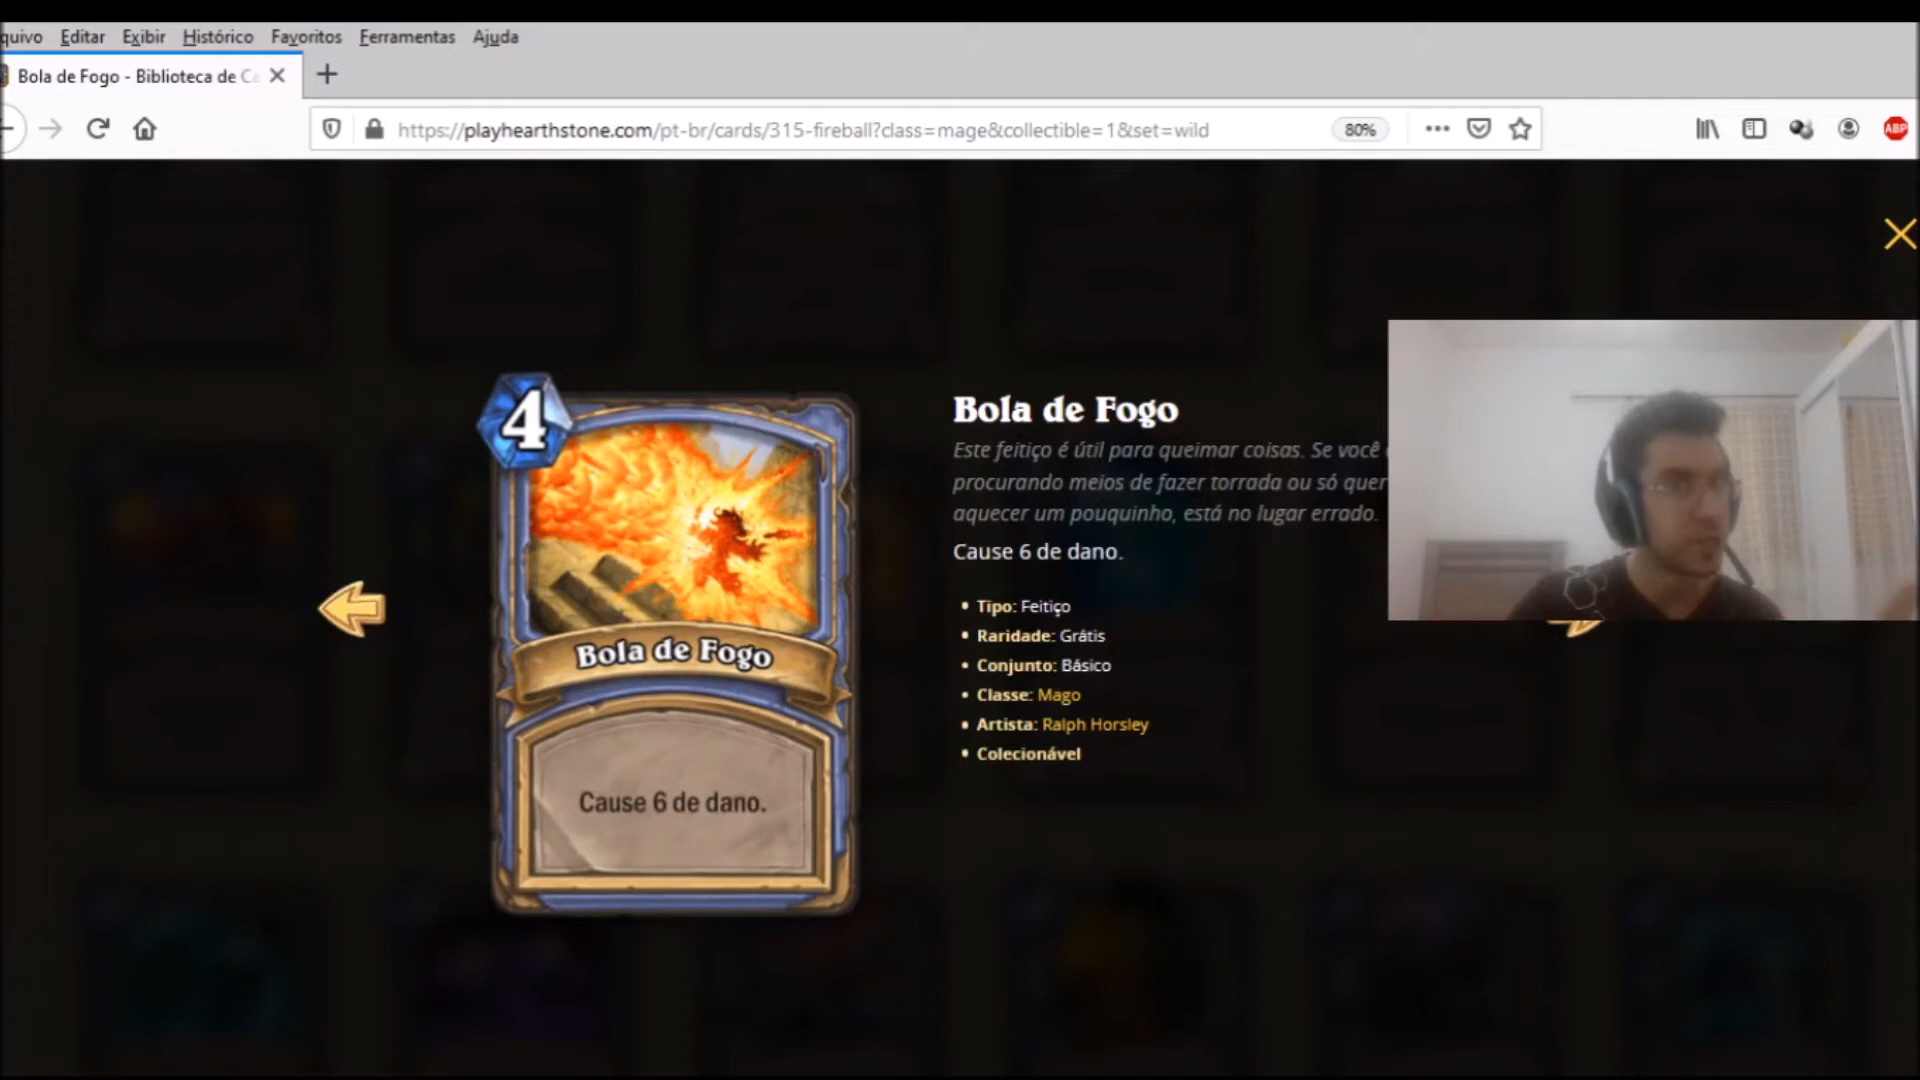 quivo Editar Exibir Histórico Favoritos Ferramentas Ajuda
Bola de Fogo - Biblioteca de Ca
https://playhearthstone.com/pt-br/cards/315-fireball?class=mage&collectible=1&set=wild
80%
ABP
4
Bola de Fogo
Cause 6 de dano.
Bola de Fogo
Este feitiço é útil para queimar coisas. Se você
procurando meios de fazer torrada ou só quer
aquecer um pouquinho, está no lugar errado.
Cause 6 de dano.
• Tipo: Feitiço
• Raridade: Grátis
• Conjunto: Básico
• Classe: Mago
• Artista: Ralph Horsley
• Colecionável